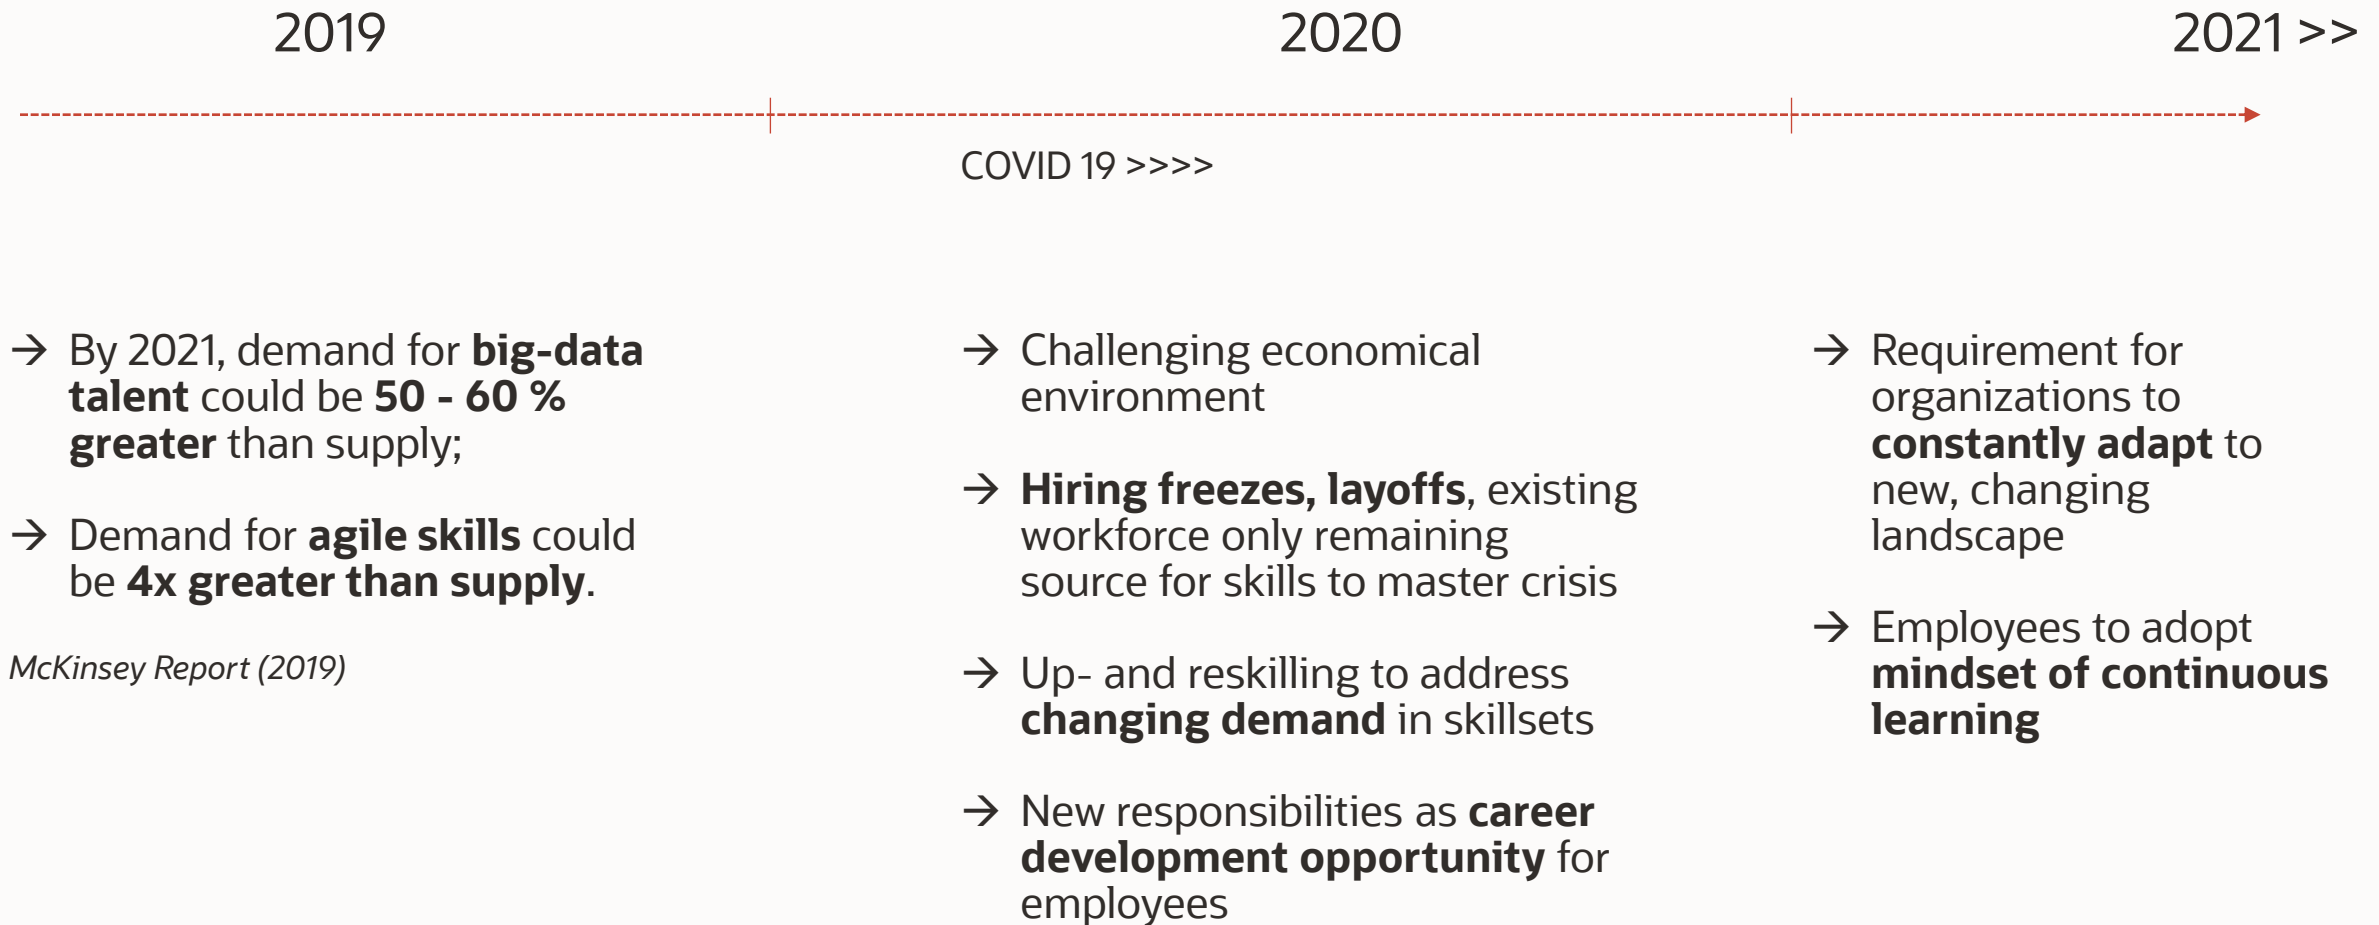 2019
2020
2021 >>
COVID 19 >>>>
→ By 2021, demand for big-data
talent could be 50 - 60 %
greater than supply;
→ Demand for agile skills could
be 4x greater than supply.
McKinsey Report (2019)
→ Challenging economical
environment
→ Hiring freezes, layoffs, existing
workforce only remaining
source for skills to master crisis
→ Up- and reskilling to address
changing demand in skillsets
→ New responsibilities as career
development opportunity for
employees
→ Requirement for
organizations to
constantly adapt to
new, changing
landscape
→ Employees to adopt
mindset of continuous
learning